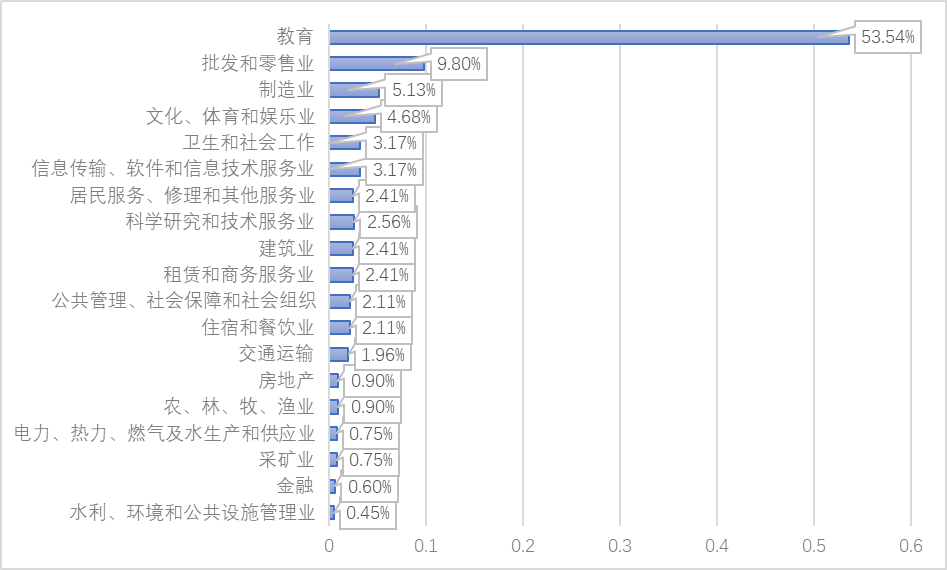 教育 53.54%
批发和零售业 9.80%
制造业 5.13%
文化、体育和娱乐业 4.68%
卫生和社会工作 3.17%
信息传输、软件和信息技术服务业 3.17%
居民服务、修理和其他服务业 2.41%
科学研究和技术服务业 2.56%
建筑业 2.41%
租赁和商务服务业 2.41%
公共管理、社会保障和社会组织 2.11%
住宿和餐饮业 2.11%
交通运输 1.96%
房地产 0.90%
农、林、牧、渔业 0.90%
电力、热力、燃气及水生产和供应业 0.75%
采矿业 0.75%
金融 0.60%
水利、环境和公共设施管理业 0.45%
0 0.1 0.2 0.3 0.4 0.5 0.6